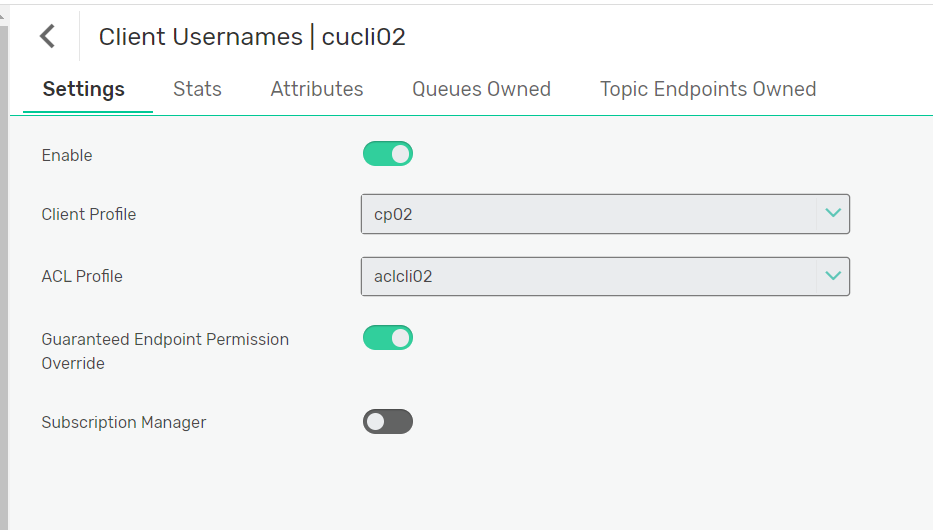 Client Usernames | cucli02
Settings Stats Attributes Queues Owned Topic Endpoints Owned
Enable
Client Profile cp02
ACL Profile aclcli02
Guaranteed Endpoint Permission
Override
Subscription Manager